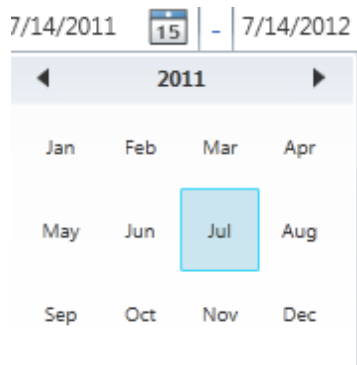 7/14/2011 15 - 7/14/2012
2011
Jan Feb Mar Apr
May Jun Jul Aug
Sep Oct Nov Dec